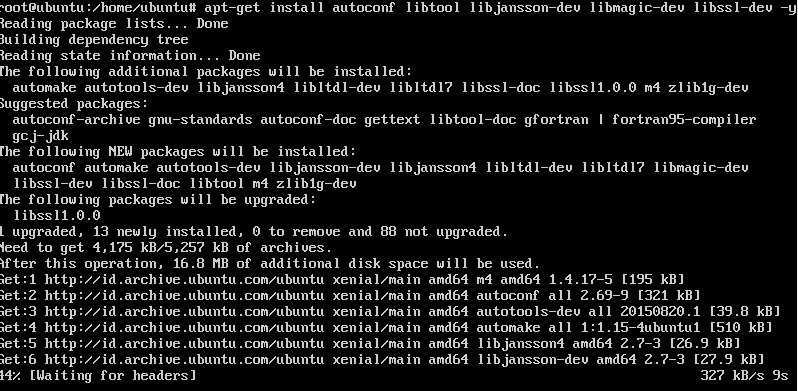 root@ubuntu:/home/ubuntu# apt-get install autoconf libtool libjansson-dev libmagic-dev libssl-dev -y
Reading package lists... Done
Building dependency tree
Reading state information... Done
The following additional packages will be installed:
automake autotools-dev libjansson4 libltdl-dev libltdl7 libssl-doc libssl1.0.0 m4 zlib1g-dev
Suggested packages:
autoconf-archive gnu-standards autoconf-doc gettext libtool-doc gfortran | fortran95-compiler
gcj-jdk
The following NEW packages will be installed:
autoconf automake autotools-dev libjansson-dev libjansson4 libltdl-dev libltdl7 libmagic-dev
libssl-dev libssl-doc libtool m4 zlib1g-dev
The following packages will be upgraded:
libssl1.0.0
1 upgraded, 13 newly installed, 0 to remove and 88 not upgraded.
Need to get 4,175 kB/5,257 kB of archives.
After this operation, 16.8 MB of additional disk space will be used.
Get:1 http://id.archive.ubuntu.com/ubuntu xenial/main amd64 m4 amd64 1.4.17-5 [195 kB]
Get:2 http://id.archive.ubuntu.com/ubuntu xenial/main amd64 autoconf all 2.69-9 [321 kB]
Get:3 http://id.archive.ubuntu.com/ubuntu xenial/main amd64 autotools-dev all 20150820.1 [39.8 kB]
Get:4 http://id.archive.ubuntu.com/ubuntu xenial/main amd64 automake all 1:1.15-4ubuntu1 [510 kB]
Get:5 http://id.archive.ubuntu.com/ubuntu xenial/main amd64 libjansson4 amd64 2.7-3 [26.9 kB]
Get:6 http://id.archive.ubuntu.com/ubuntu xenial/main amd64 libjansson-dev amd64 2.7-3 [27.9 kB]
44% [Waiting for headers] 327 kB/s 9s